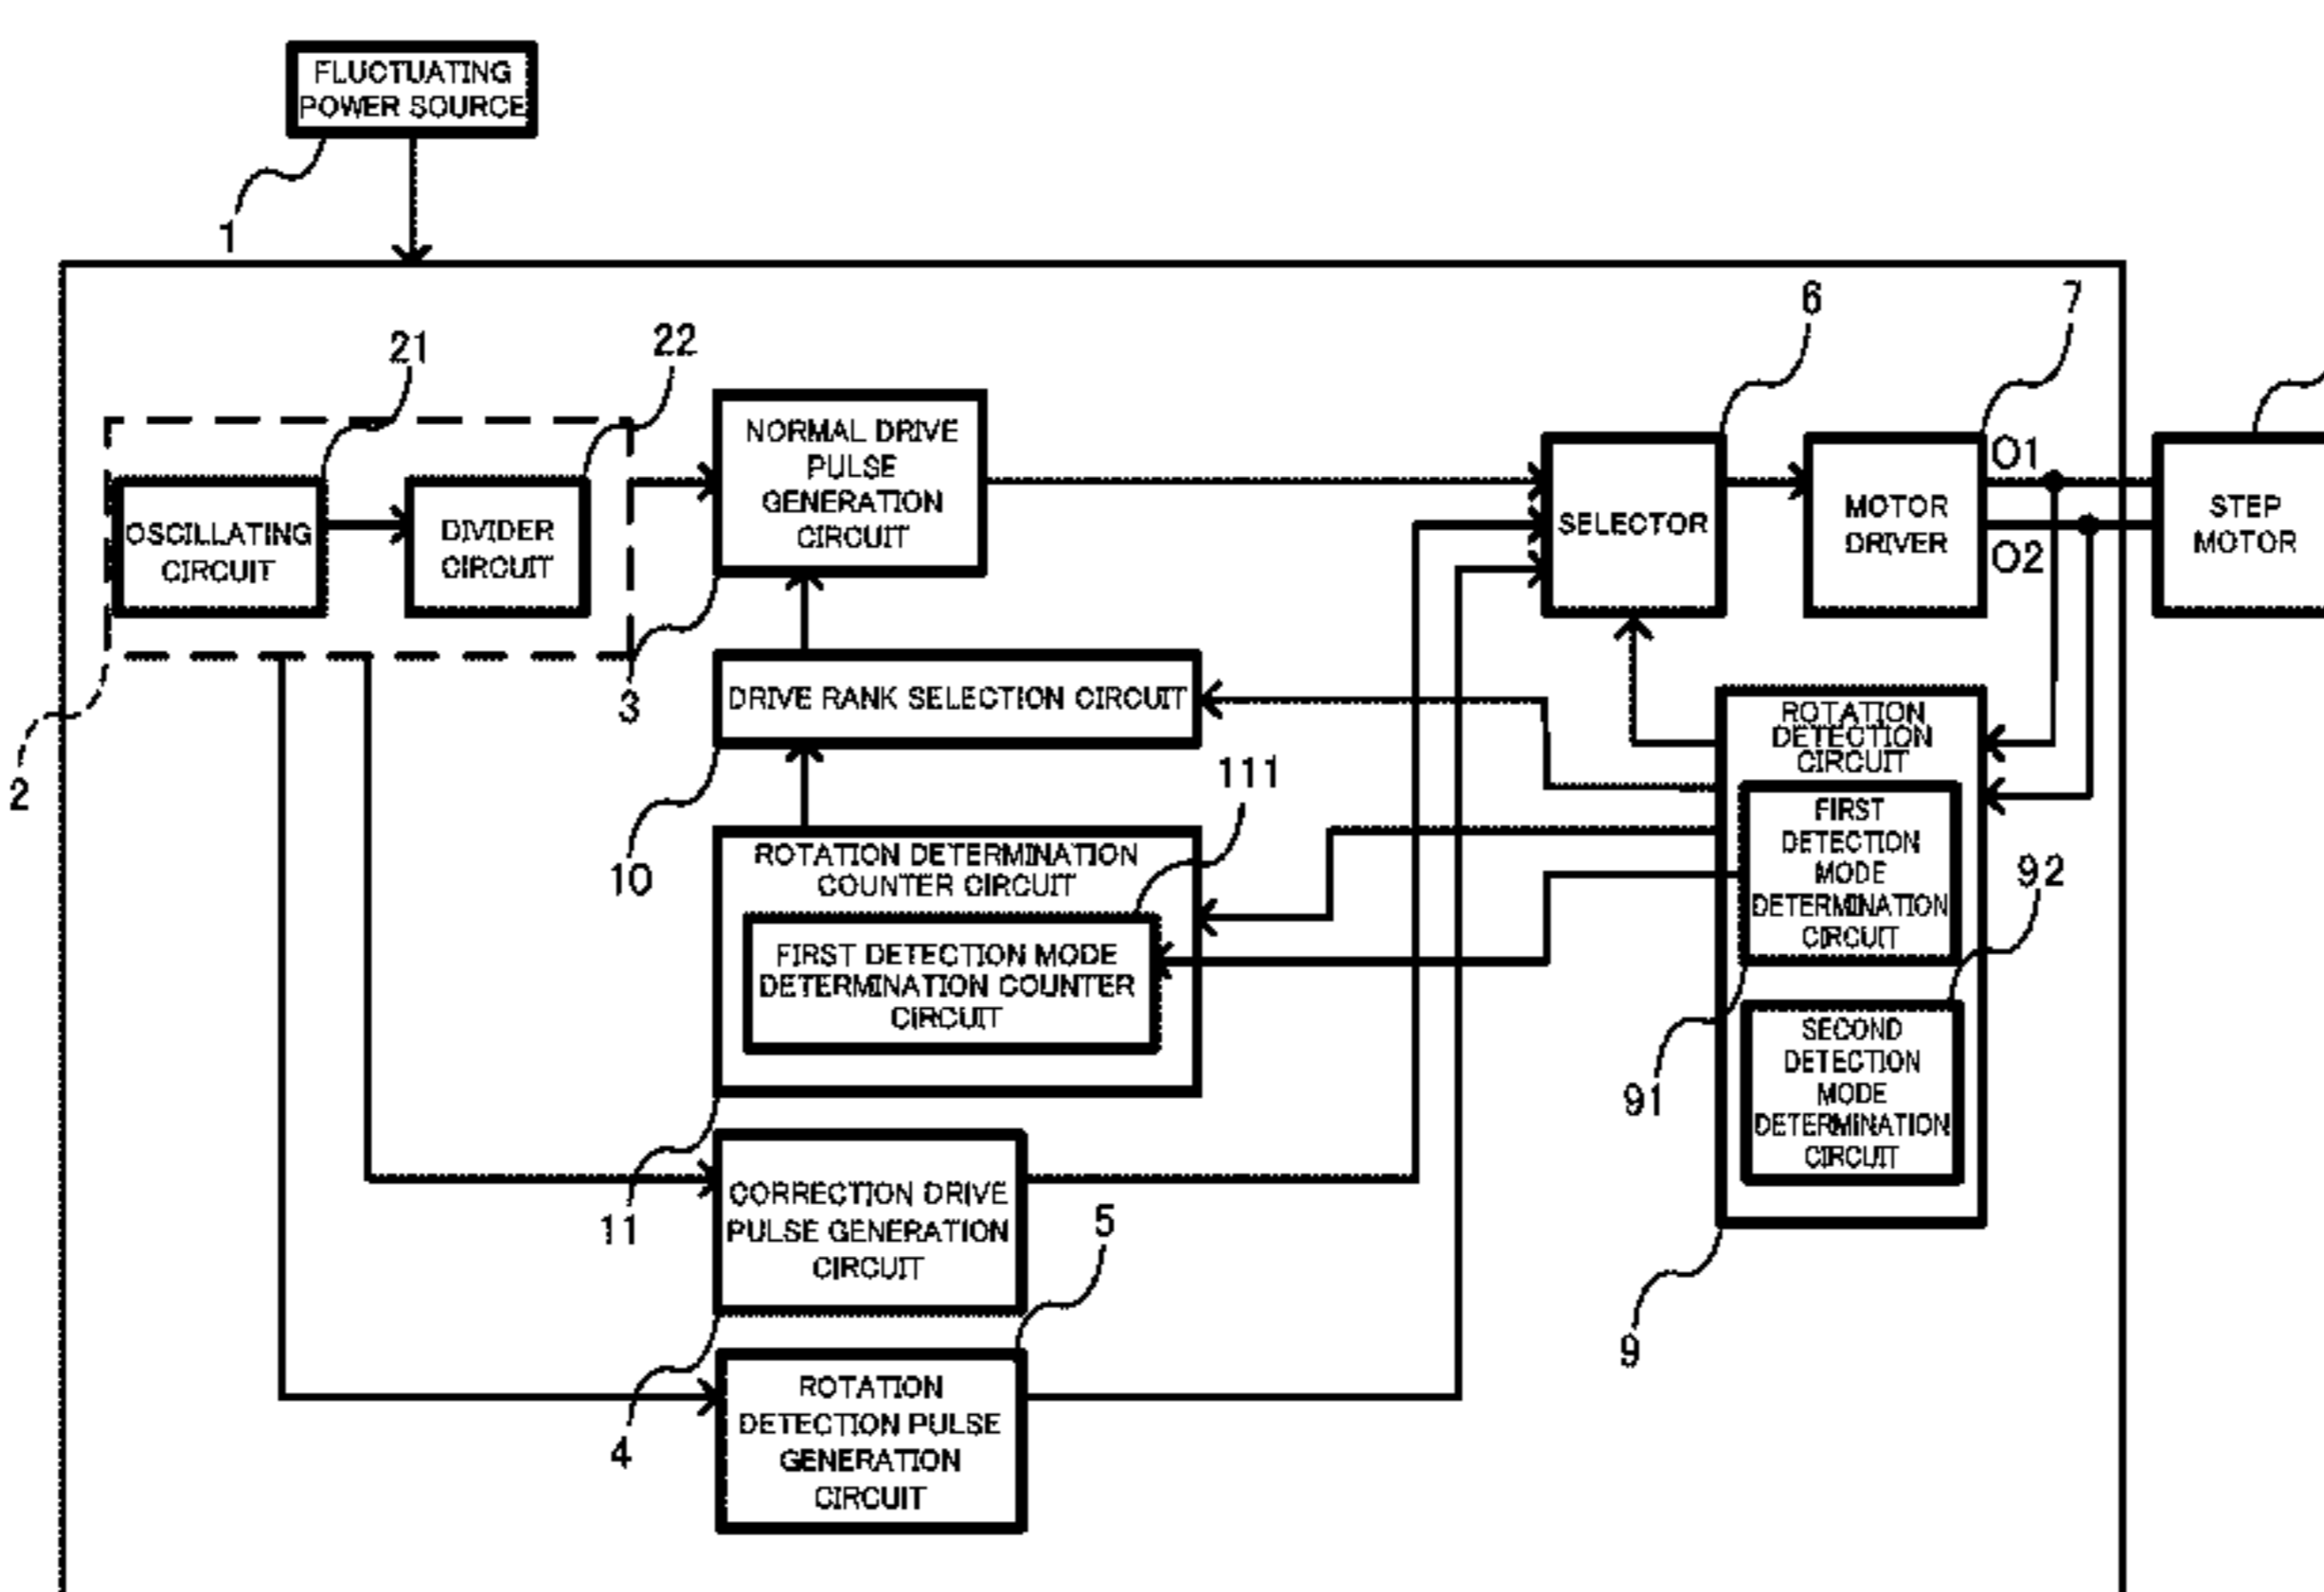 FLUCTUATING
POWER SOURCE
1
21
22
6
7
NORMAL DRIVE
PULSE
GENERATION
CIRCUIT
OSCILLATING
CIRCUIT
DIVIDER
CIRCUIT
SELECTOR
MOTOR
DRIVER
O1
O2
STEP
MOTOR
2
3
DRIVE RANK SELECTION CIRCUIT
10
ROTATION
DETECTION
CIRCUIT
FIRST
DETECTION
MODE
DETERMINATION
CIRCUIT
111
92
ROTATION DETERMINATION
COUNTER CIRCUIT
FIRST DETECTION MODE
DETERMINATION COUNTER
CIRCUIT
SECOND
DETECTION
MODE
DETERMINATION
CIRCUIT
91
11
CORRECTION DRIVE
PULSE GENERATION
CIRCUIT
5
9
4
ROTATION
DETECTION PULSE
GENERATION
CIRCUIT